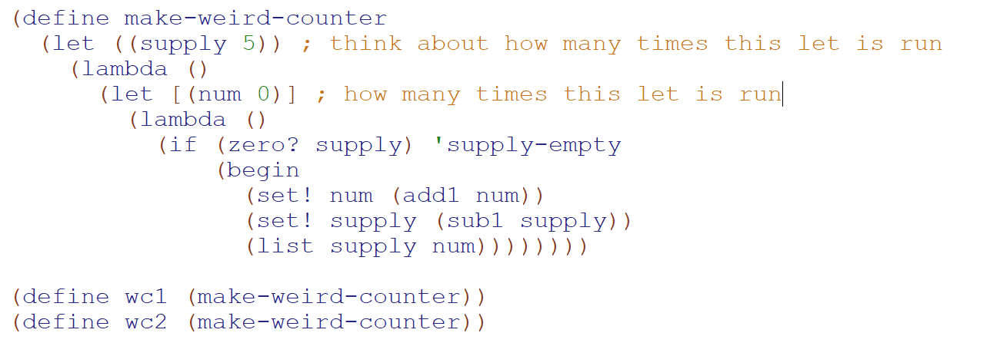 (define make-weird-counter
  (let ((supply 5)) ; think about how many times this let is run
    (lambda ()
      (let [(num 0)] ; how many times this let is run
        (lambda ()
          (if (zero? supply) 'supply-empty
              (begin
                (set! num (add1 num))
                (set! supply (sub1 supply))
                (list supply num))))))))

(define wc1 (make-weird-counter))
(define wc2 (make-weird-counter))